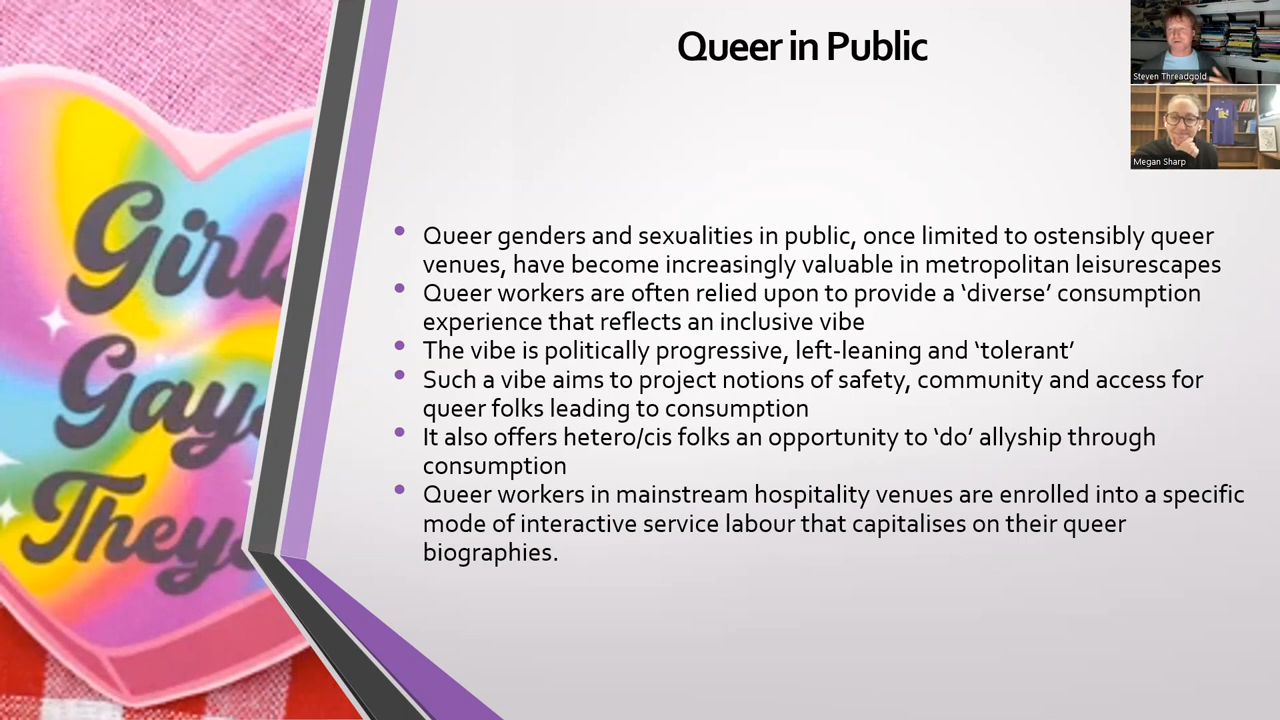 Queer in Public
Steven Threadgold
Megan Sharp
Girls
Gays
They
• Queer genders and sexualities in public, once limited to ostensibly queer
venues, have become increasingly valuable in metropolitan leisurescapes
• Queer workers are often relied upon to provide a ‘diverse’ consumption
experience that reflects an inclusive vibe
• The vibe is politically progressive, left-leaning and ‘tolerant’
• Such a vibe aims to project notions of safety, community and access for
queer folks leading to consumption
• It also offers hetero/cis folks an opportunity to ‘do’ allyship through
consumption
• Queer workers in mainstream hospitality venues are enrolled into a specific
mode of interactive service labour that capitalises on their queer
biographies.